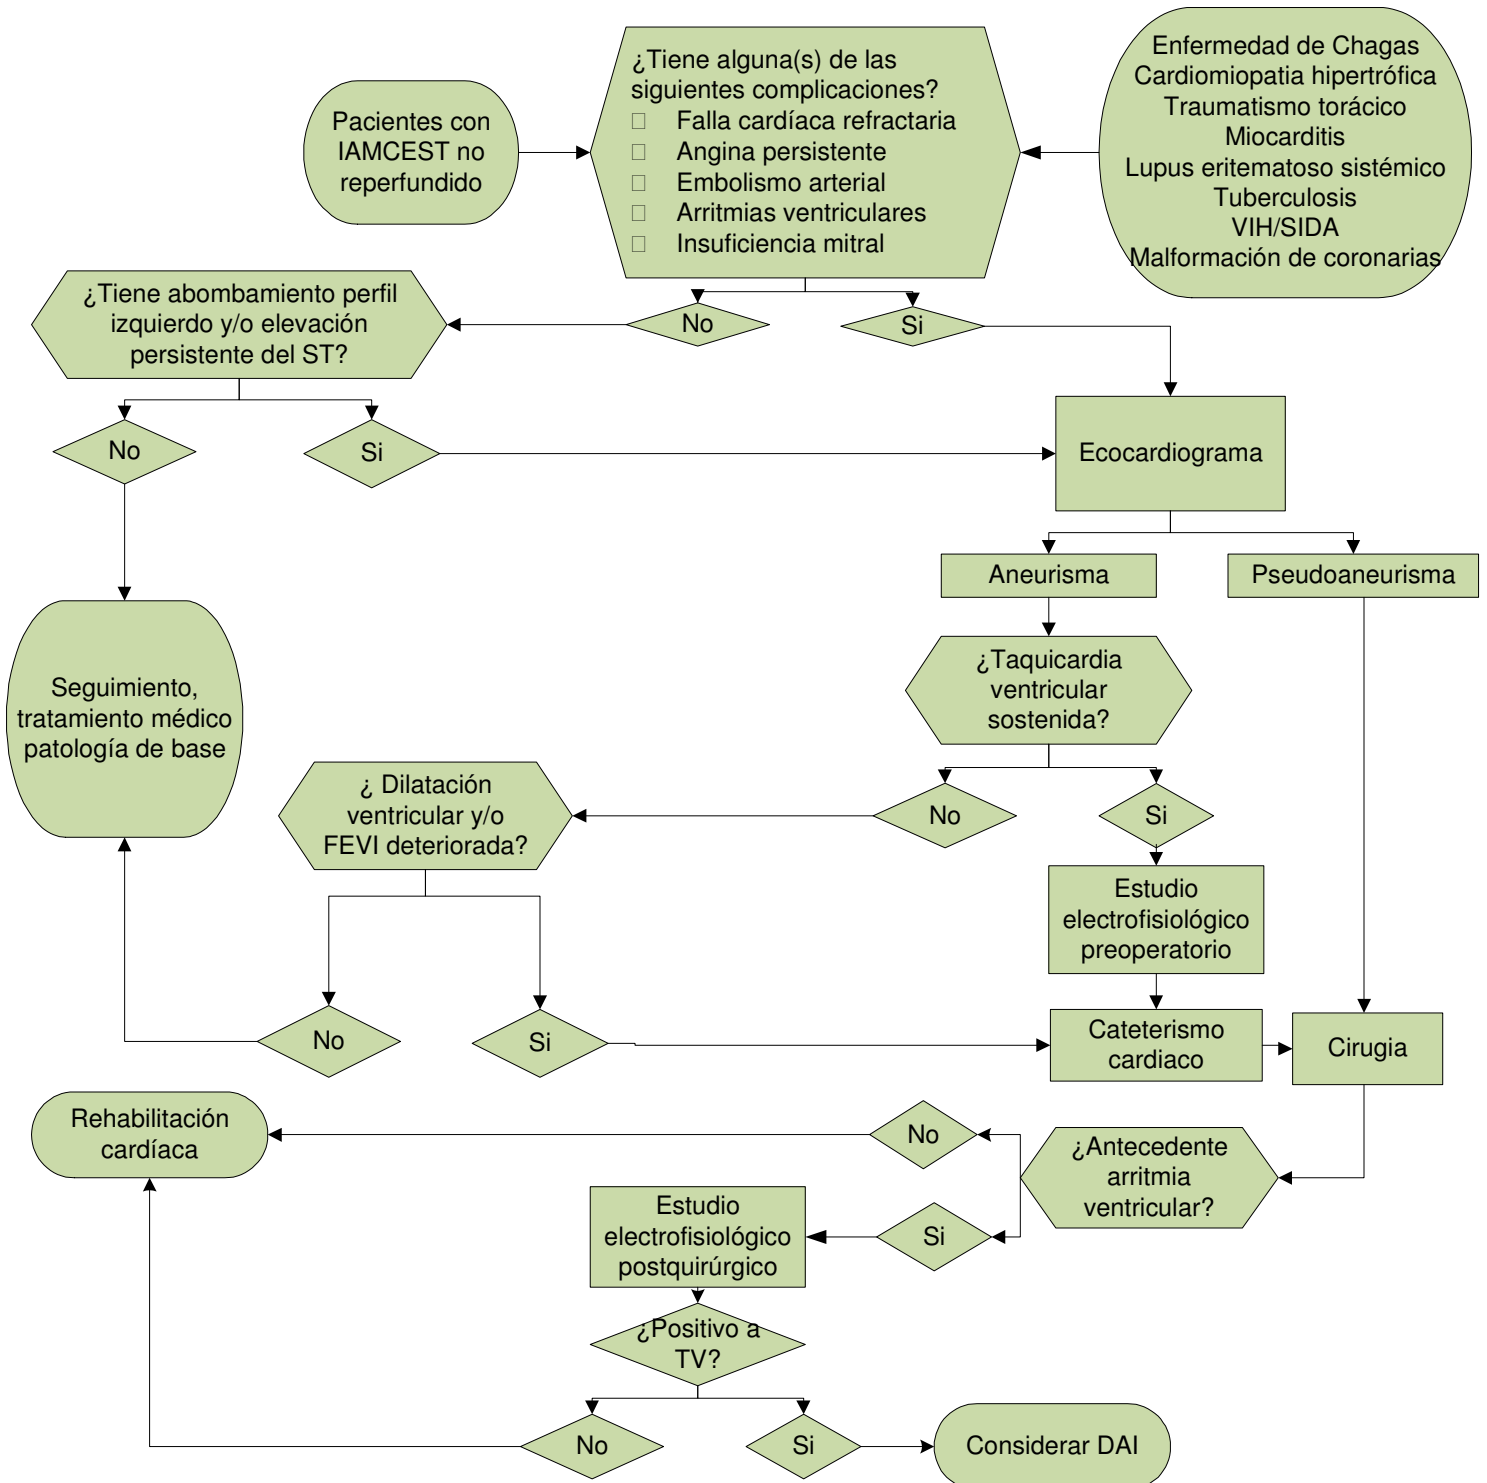 Pacientes con
IAMCEST no
reperfundido
¿Tiene alguna(s) de las
siguientes complicaciones?
Falla cardíaca refractaria
Angina persistente
Embolismo arterial
Arritmias ventriculares
Insuficiencia mitral
Enfermedad de Chagas
Cardiomiopatia hipertrófica
Traumatismo torácico
Miocarditis
Lupus eritematoso sistémico
Tuberculosis
VIH/SIDA
Malformación de coronarias
¿Tiene abombamiento perfil
izquierdo y/o elevación
persistente del ST?
No
Si
No
Si
Ecocardiograma
Aneurisma
Pseudoaneurisma
¿Taquicardia
ventricular
sostenida?
Seguimiento,
tratamiento médico
patología de base
¿ Dilatación
ventricular y/o
FEVI deteriorada?
No
Si
Estudio
electrofisiológico
preoperatorio
No
Si
Cateterismo
cardiaco
Cirugia
Rehabilitación
cardíaca
No
¿Antecedente
arritmia
ventricular?
Si
Estudio
electrofisiológico
postquirúrgico
¿Positivo a
TV?
No
Si
Considerar DAI